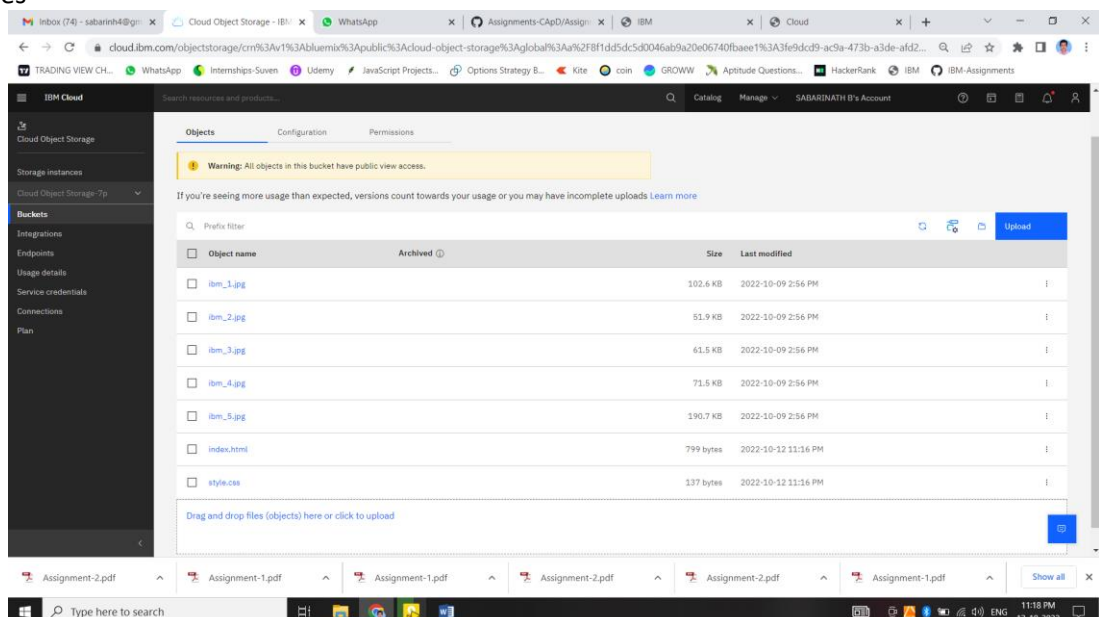 es
Inbox (74) - sabarinh4@gm
Cloud Object Storage - IBM
WhatsApp
Assignments-CApD/Assign
IBM
Cloud
cloud.ibm.com/objectstorage/crn%3Av1%3Abluemix%3Apublic%3Acloud-object-storage%3Aglobal%3Aa%2F8f1dd5dc5d0046ab9a20e06740fbaee1%3A3fe9dcd9-ac9a-473b-a3de-afd2...
TRADING VIEW CH...
WhatsApp
Internships-Suven
Udemy
JavaScript Projects...
Options Strategy B...
Kite
coin
GROWW
Aptitude Questions...
HackerRank
IBM
IBM-Assignments
IBM Cloud
Search resources and products...
Catalog
Manage
SABARINATH B's Account
Cloud Object Storage
Storage instances
Cloud Object Storage-7p
Buckets
Integrations
Endpoints
Usage details
Service credentials
Connections
Plan
Objects Configuration Permissions
Warning: All objects in this bucket have public view access.
If you're seeing more usage than expected, versions count towards your usage or you may have incomplete uploads Learn more
Prefix filter
Upload
Object name Archived Size Last modified
ibm_1.jpg 102.6 KB 2022-10-09 2:56 PM
ibm_2.jpg 51.9 KB 2022-10-09 2:56 PM
ibm_3.jpg 61.5 KB 2022-10-09 2:56 PM
ibm_4.jpg 71.5 KB 2022-10-09 2:56 PM
ibm_5.jpg 190.7 KB 2022-10-09 2:56 PM
index.html 799 bytes 2022-10-12 11:16 PM
style.css 137 bytes 2022-10-12 11:16 PM
Drag and drop files (objects) here or click to upload
Assignment-2.pdf
Assignment-1.pdf
Assignment-1.pdf
Assignment-2.pdf
Assignment-2.pdf
Assignment-1.pdf
Show all
Type here to search
ENG
11:18 PM